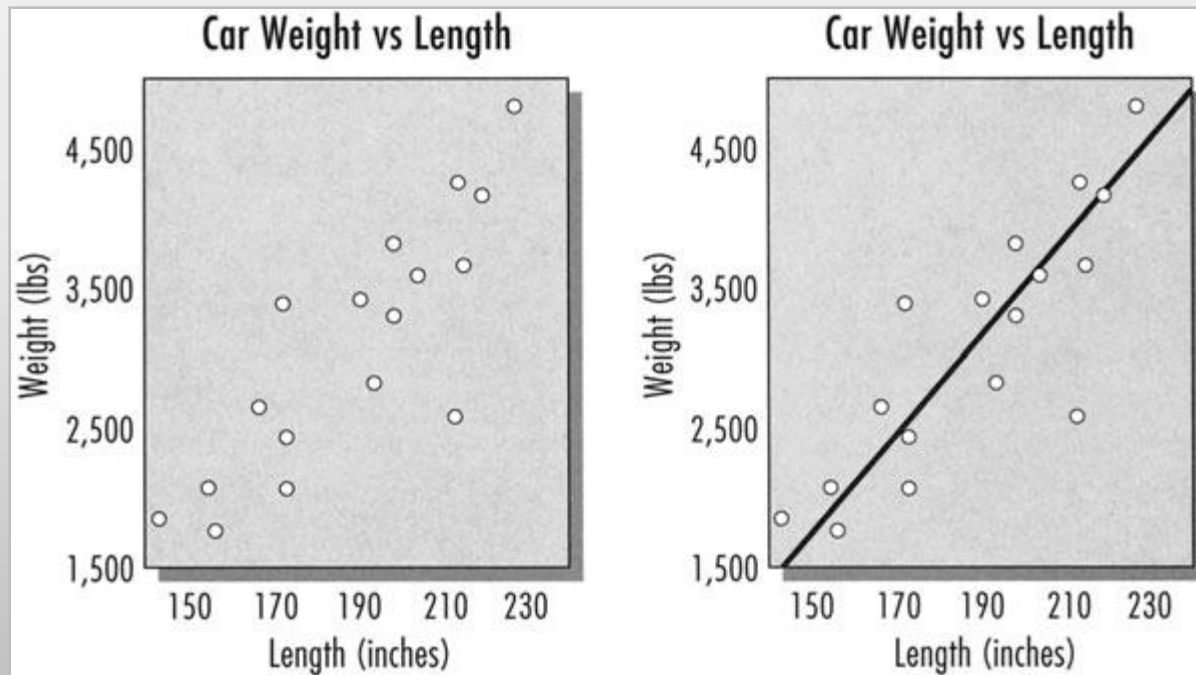 Car Weight vs Length
Weight (lbs)
4,500
3,500
2,500
1,500
150 170 190 210 230
Length (inches)
Car Weight vs Length
Weight (lbs)
4,500
3,500
2,500
1,500
150 170 190 210 230
Length (inches)